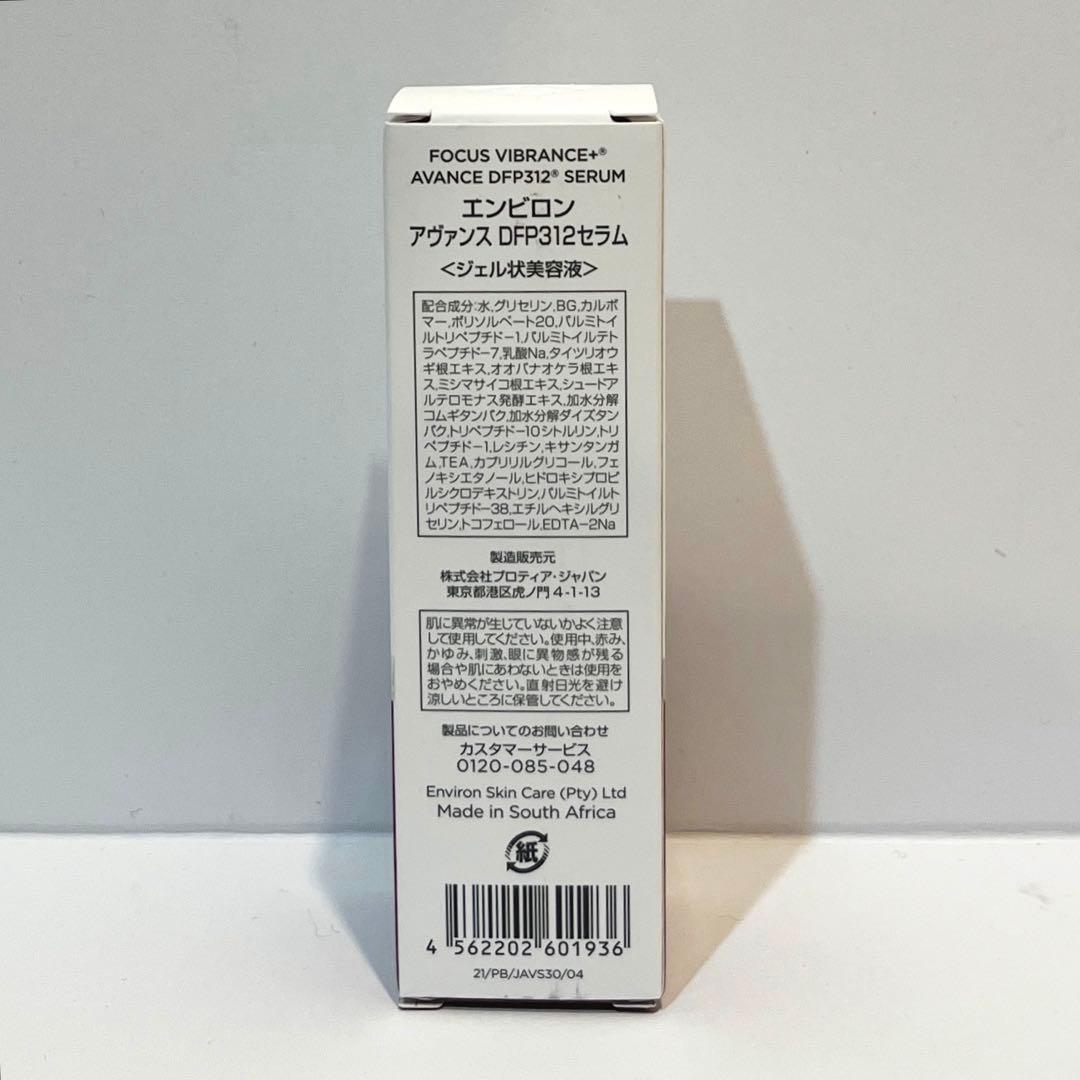 FOCUS VIBRANCE+®
AVANCE DFP312® SERUM
エンビロン
アヴァンス DFP312セラム
＜ジェル状美容液＞
配合成分:水,グリセリン,BG,カルボ
マー,ポリソルベート20,パルミトイ
ルトリペプチド-1,パルミトイルテト
ラペプチド-7,乳酸Na,タイツリオウ
ギ根エキス,オオバナオケラ根エキ
ス,ミシマサイコ根エキス,シュードア
ルテロモナス発酵エキス,加水分解
コムギタンパク,加水分解ダイズタン
パク,トリペプチド-10シトルリン,トリ
ペプチド-1,レシチン,キサンタンガ
ム,TEA,カプリリルグリコール,フェ
ノキシエタノール,ヒドロキシプロピ
ルシクロデキストリン,パルミトイルト
リペプチド-38,エチルヘキシルグリ
セリン,トコフェロール,EDTA-2Na
製造販売元
株式会社プロティア・ジャパン
東京都港区虎ノ門 4-1-13
肌に異常が生じていないかよく注意
して使用してください。使用中、赤み、
かゆみ、刺激、眼に異物感が残る
場合や肌にあわないときは使用を
おやめください。直射日光を避け
涼しいところに保管してください。
製品についてのお問い合わせ
カスタマーサービス
0120-085-048
Environ Skin Care (Pty) Ltd
Made in South Africa
紙
4 562202 601936
21/PB/JAVS30/04